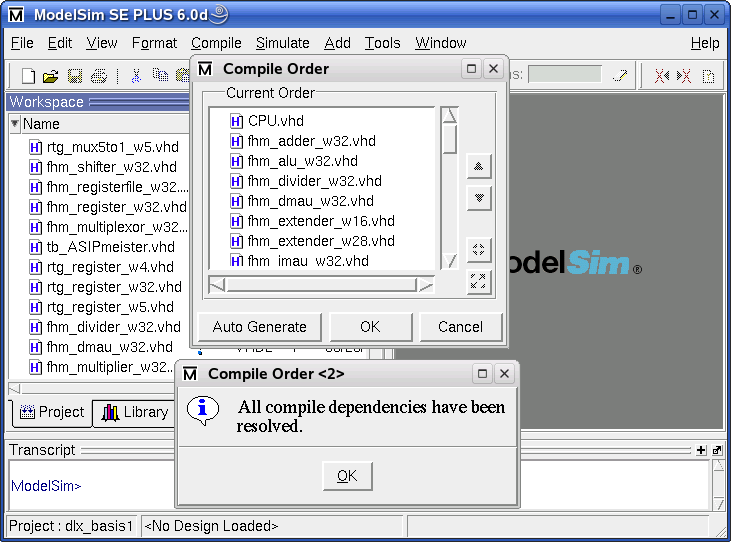 ModelSim SE PLUS 6.0d
File Edit View Format Compile Simulate Add Tools Window Help
Workspace
Name
rtg_mux5to1_w5.vhd
fhm_shifter_w32.vhd
fhm_registerfile_w32....
fhm_register_w32.vhd
fhm_multiplexor_w32...
tb_ASIPmeister.vhd
rtg_register_w4.vhd
rtg_register_w32.vhd
rtg_register_w5.vhd
fhm_divider_w32.vhd
fhm_dmau_w32.vhd
fhm_multiplier_w32...
Project Library
Compile Order
Current Order
CPU.vhd
fhm_adder_w32.vhd
fhm_alu_w32.vhd
fhm_divider_w32.vhd
fhm_dmau_w32.vhd
fhm_extender_w16.vhd
fhm_extender_w28.vhd
fhm_imau_w32.vhd
Auto Generate OK Cancel
odelSim ®
Compile Order <2>
All compile dependencies have been
resolved.
OK
Transcript
ModelSim>
Project : dlx_basis1 <No Design Loaded>